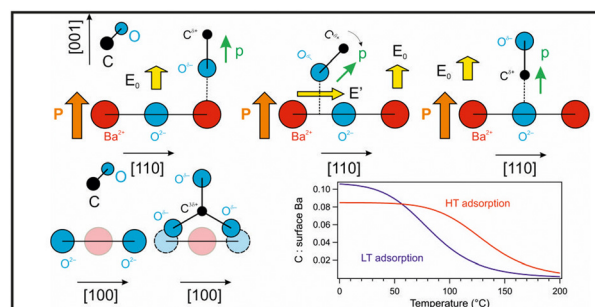 [001]
O
C
E₀
P
Ba²⁺
O²⁻
[110]
C^δ+
O^δ−
p
O^δ−
p
E'
E₀
P
Ba²⁺
O²⁻
[110]
O^δ−
C^δ+
p
E₀
P
Ba²⁺
O²⁻
[110]
O
C
O²⁻
O²⁻
[100]
O^δ−
C^3δ+
O^δ−
O^δ−
[100]
C : surface Ba
0.10
0.08
0.06
0.04
0.02
HT adsorption
LT adsorption
0
50
100
150
200
Temperature (°C)